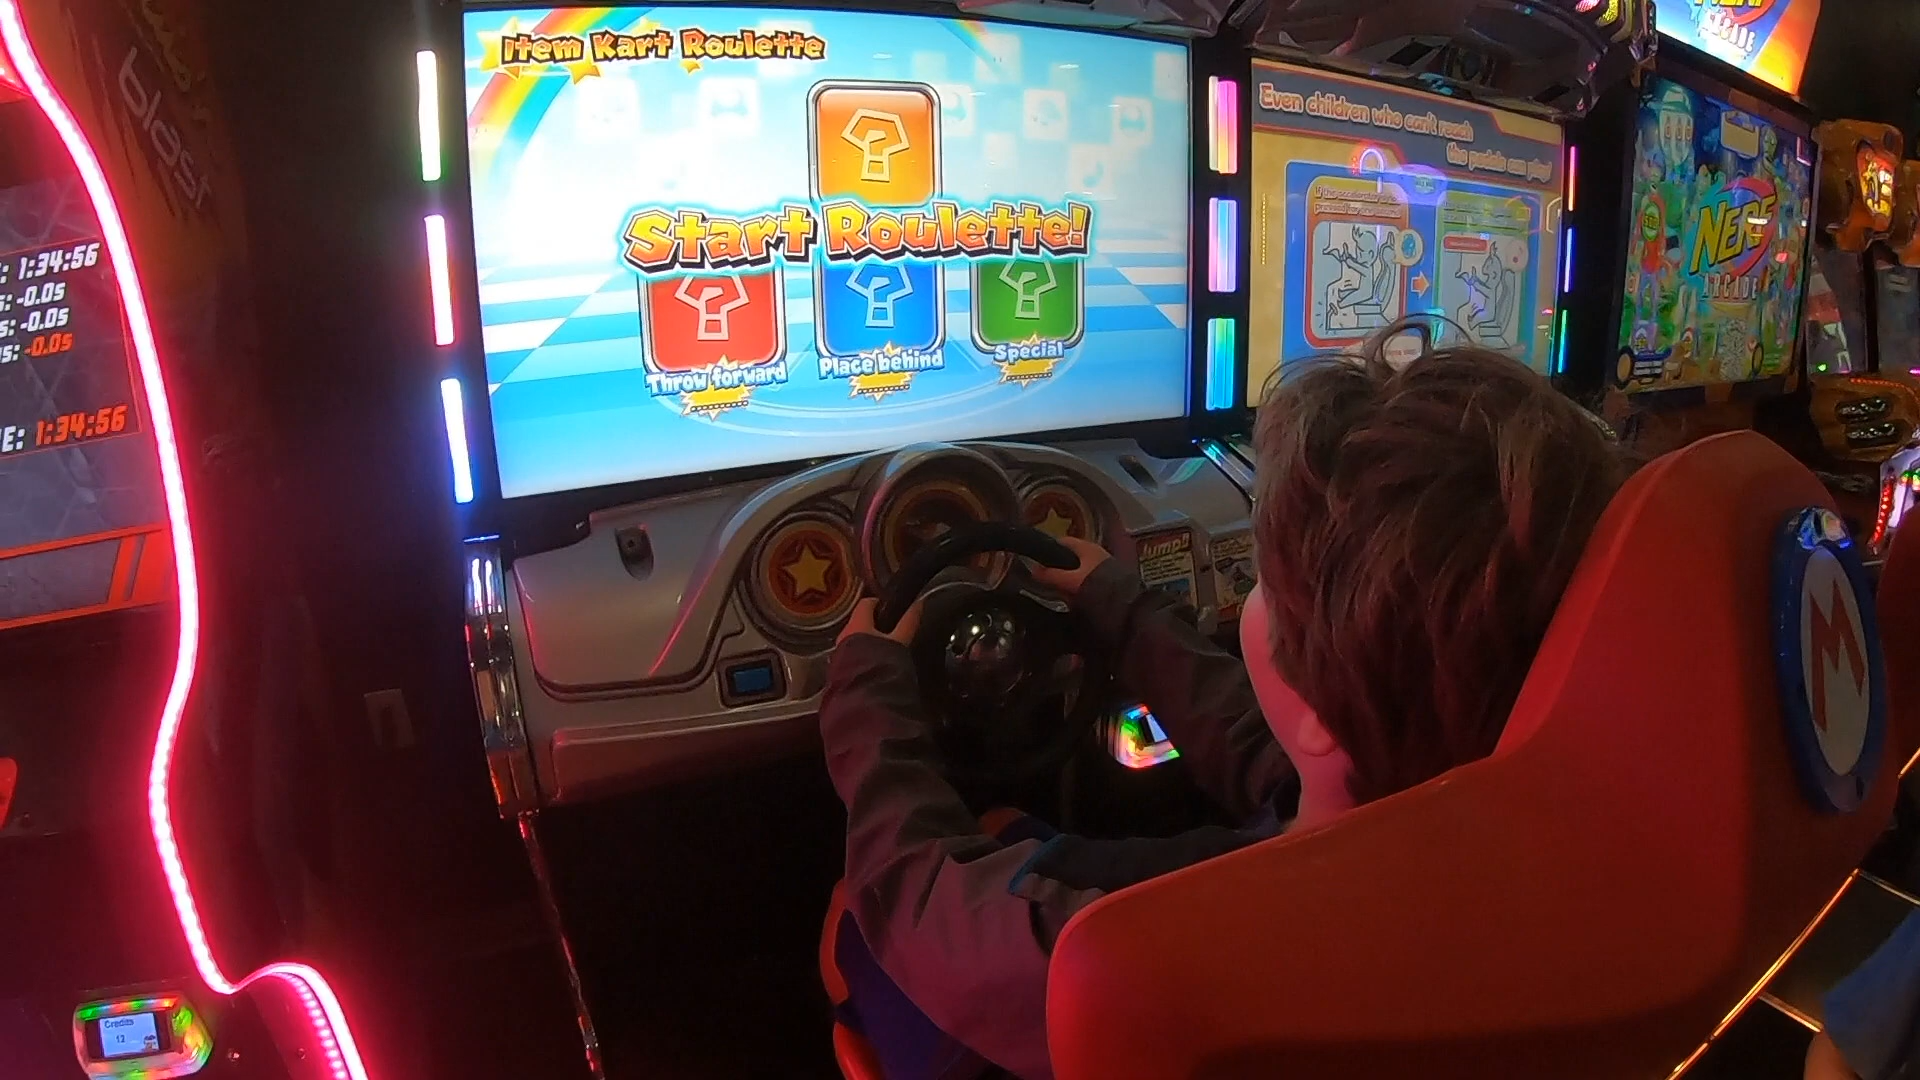 Item Kart Roulette
Start Roulette!
Throw forward
Place behind
Special
Even children who can't reach
the pedals can play!
NERF
ARCADE
ARCADE
blast
: 1:34:56
S: -0.0s
S: -0.0s
S: -0.0s
E: 1:34:56
Jump!!
M
Credits
12